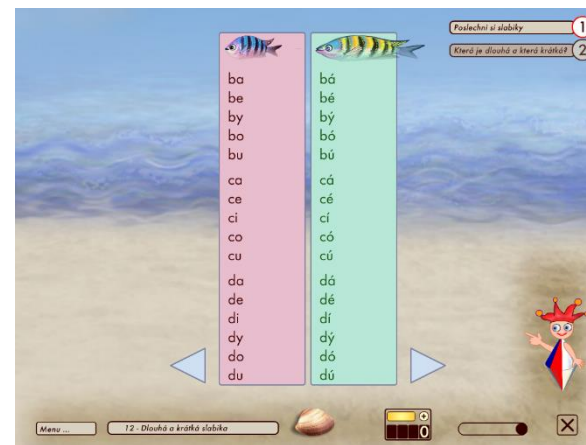 Poslechni si slabiky 1
Která je dlouhá a která krátká? 2
ba bá
be bé
by bý
bo bó
bu bú
ca cá
ce cé
ci cí
co có
cu cú
da dá
de dé
di dí
dy dý
do dó
du dú
Menu ...
12 - Dlouhá a krátká slabika
+
0